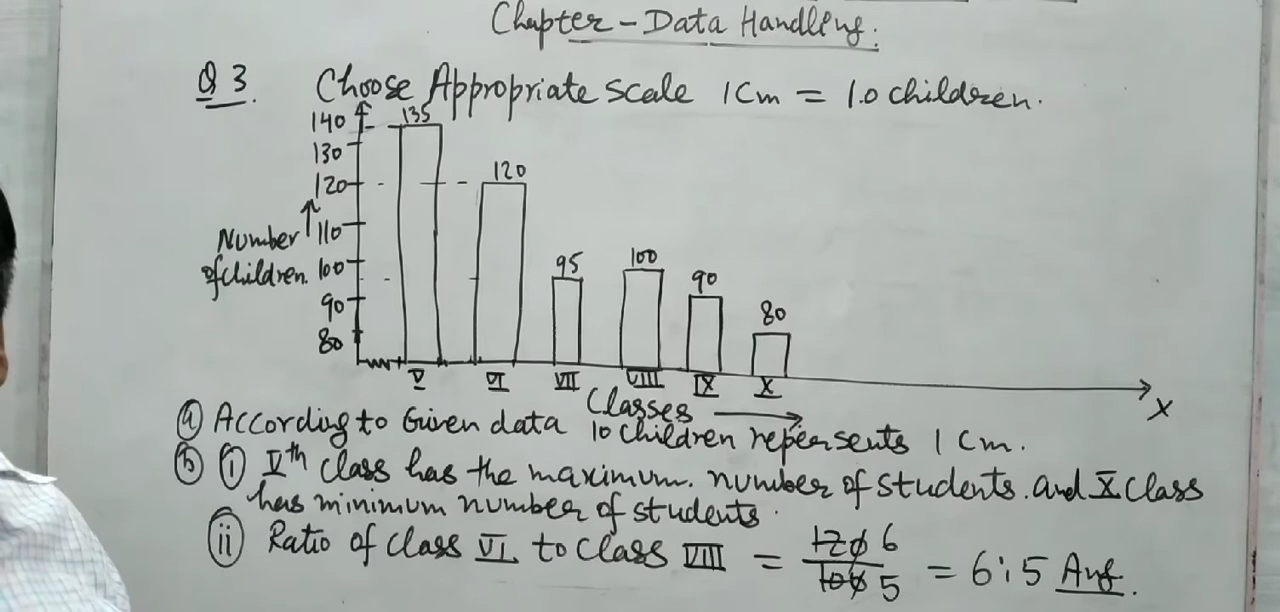 Chapter - Data Handling.
Q 3. Choose Appropriate scale 1cm = 10 children.
140 135
130
120 120
Number 110
of children. 100 95 100 90
90
80 80
V VI VII VIII IX X
Classes X
(a) According to Given data 10 children repersents 1 cm.
(b) (i) Vth class has the maximum. number of students. and X class
has minimum number of students.
(ii) Ratio of class VI to class VIII = 120 6 / 100 5 = 6:5 Ans.